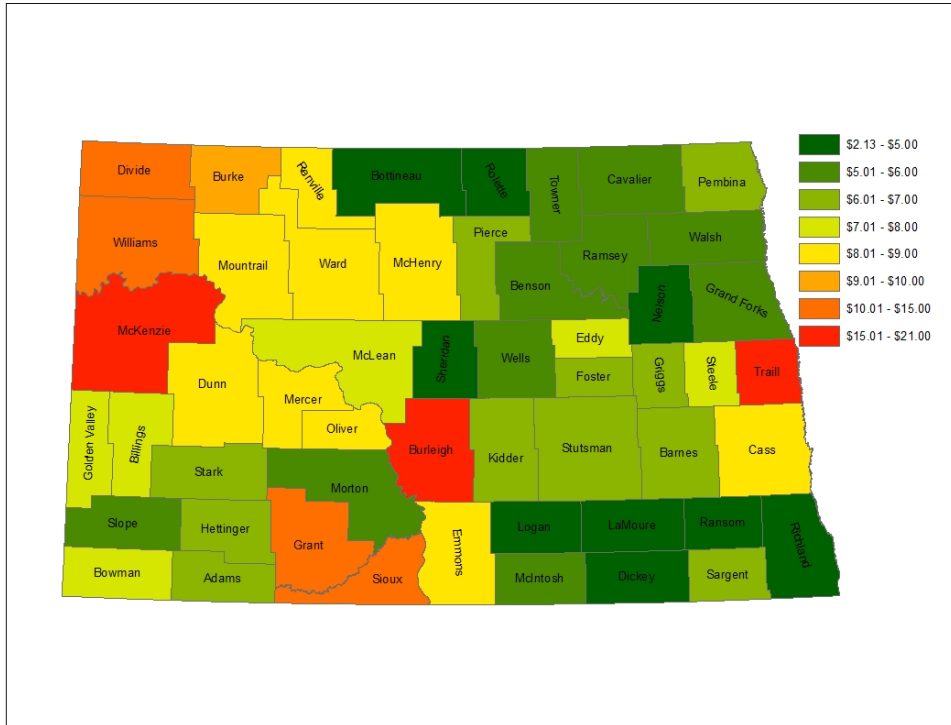 Divide
Burke
Renville
Bottineau
Rolette
Towner
Cavalier
Pembina
Williams
Mountrail
Ward
McHenry
Pierce
Benson
Ramsey
Walsh
Nelson
Grand Forks
McKenzie
Dunn
McLean
Mercer
Oliver
Sheridan
Wells
Eddy
Foster
Griggs
Steele
Traill
Golden Valley
Billings
Stark
Morton
Burleigh
Kidder
Stutsman
Barnes
Cass
Slope
Hettinger
Grant
Emmons
Logan
LaMoure
Ransom
Richland
Bowman
Adams
Sioux
McIntosh
Dickey
Sargent
$2.13 - $5.00
$5.01 - $6.00
$6.01 - $7.00
$7.01 - $8.00
$8.01 - $9.00
$9.01 - $10.00
$10.01 - $15.00
$15.01 - $21.00